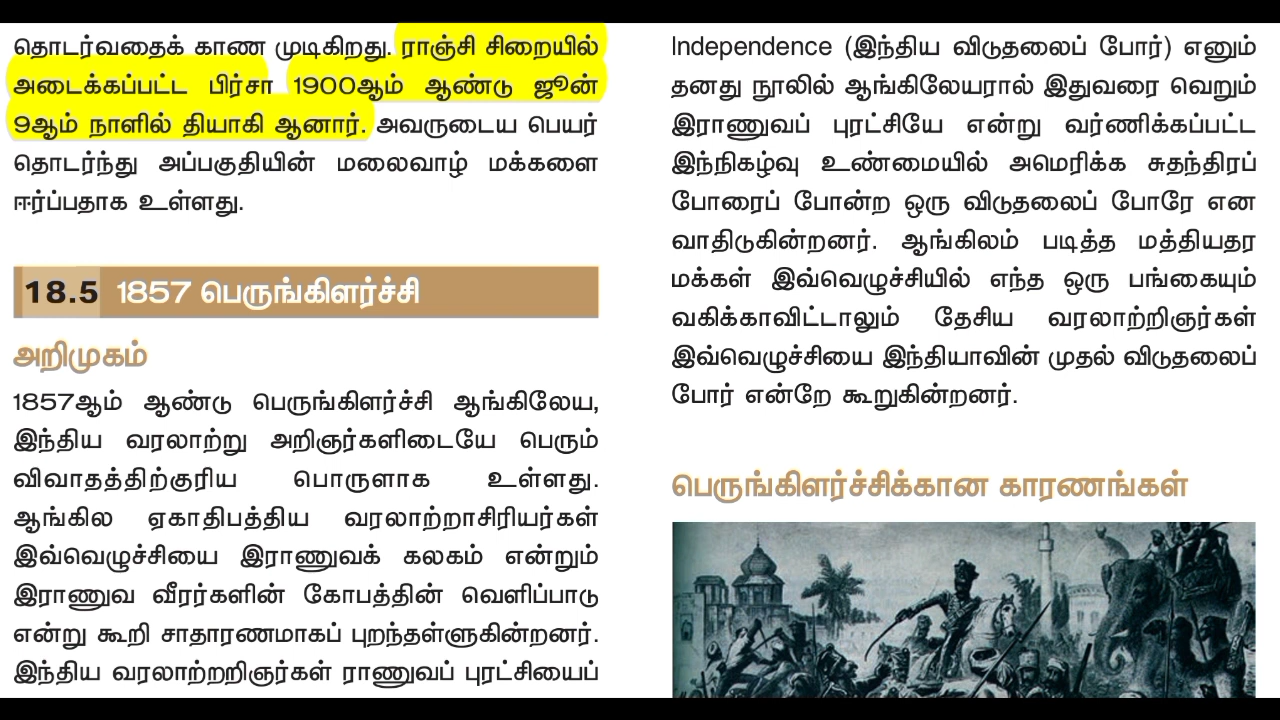 தொடர்வதைக் காண முடிகிறது. ராஞ்சி சிறையில்
அடைக்கப்பட்ட பிர்சா 1900ஆம் ஆண்டு ஜூன்
9ஆம் நாளில் தியாகி ஆனார். அவருடைய பெயர்
தொடர்ந்து அப்பகுதியின் மலைவாழ் மக்களை
ஈர்ப்பதாக உள்ளது.
18.5 1857 பெருங்கிளர்ச்சி
அறிமுகம்
1857ஆம் ஆண்டு பெருங்கிளர்ச்சி ஆங்கிலேய,
இந்திய வரலாற்று அறிஞர்களிடையே பெரும்
விவாதத்திற்குரிய பொருளாக உள்ளது.
ஆங்கில ஏகாதிபத்திய வரலாற்றாசிரியர்கள்
இவ்வெழுச்சியை இராணுவக் கலகம் என்றும்
இராணுவ வீரர்களின் கோபத்தின் வெளிப்பாடு
என்று கூறி சாதாரணமாகப் புறந்தள்ளுகின்றனர்.
இந்திய வரலாற்றறிஞர்கள் ராணுவப் புரட்சியைப்
Independence (இந்திய விடுதலைப் போர்) எனும்
தனது நூலில் ஆங்கிலேயரால் இதுவரை வெறும்
இராணுவப் புரட்சியே என்று வர்ணிக்கப்பட்ட
இந்நிகழ்வு உண்மையில் அமெரிக்க சுதந்திரப்
போரைப் போன்ற ஒரு விடுதலைப் போரே என
வாதிடுகின்றனர். ஆங்கிலம் படித்த மத்தியதர
மக்கள் இவ்வெழுச்சியில் எந்த ஒரு பங்கையும்
வகிக்காவிட்டாலும் தேசிய வரலாற்றிஞர்கள்
இவ்வெழுச்சியை இந்தியாவின் முதல் விடுதலைப்
போர் என்றே கூறுகின்றனர்.
பெருங்கிளர்ச்சிக்கான காரணங்கள்